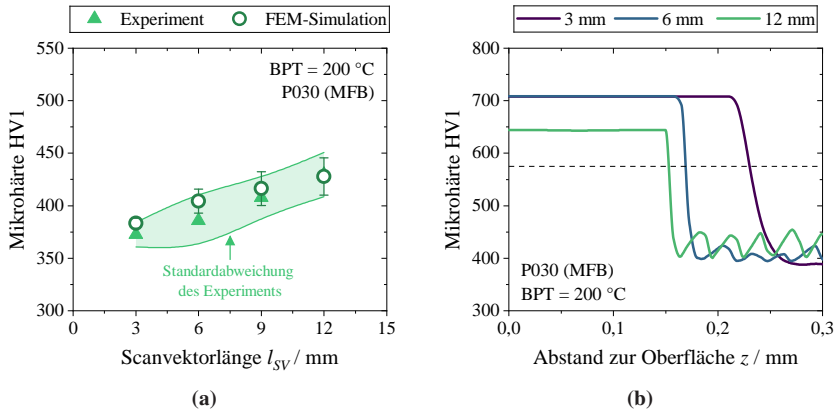 Experiment FEM-Simulation
550
500
450
400
350
300
Mikrohärte HV1
BPT = 200 °C
P030 (MFB)
Standardabweichung
des Experiments
0 3 6 9 12 15
Scanvektorlänge l_SV / mm
(a)
3 mm 6 mm 12 mm
800
700
600
500
400
300
Mikrohärte HV1
P030 (MFB)
BPT = 200 °C
0,0 0,1 0,2 0,3
Abstand zur Oberfläche z / mm
(b)